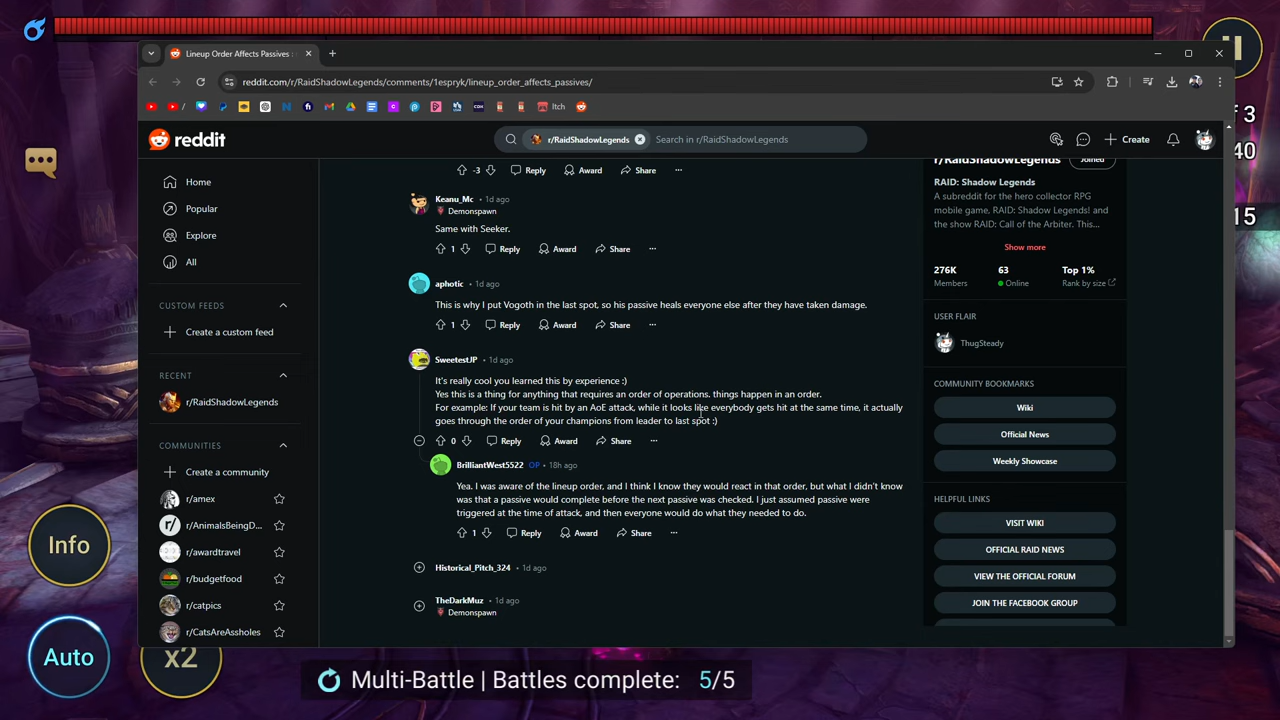 Lineup Order Affects Passives :
reddit.com/r/RaidShadowLegends/comments/1espryk/lineup_order_affects_passives/
/
Itch
of 3
reddit
r/RaidShadowLegends
Search in r/RaidShadowLegends
Create
40
15
Home
Popular
Explore
All
CUSTOM FEEDS
Create a custom feed
RECENT
r/RaidShadowLegends
COMMUNITIES
Create a community
r/amex
r/AnimalsBeingD...
r/awardtravel
r/budgetfood
r/catpics
r/CatsAreAssholes
-3 Reply Award Share
Keanu_Mc • 1d ago
Demonspawn
Same with Seeker.
1 Reply Award Share
aphotic • 1d ago
This is why I put Vogoth in the last spot, so his passive heals everyone else after they have taken damage.
1 Reply Award Share
SweetestJP • 1d ago
It's really cool you learned this by experience :)
Yes this is a thing for anything that requires an order of operations. things happen in an order.
For example: If your team is hit by an AoE attack, while it looks like everybody gets hit at the same time, it actually
goes through the order of your champions from leader to last spot :)
0 Reply Award Share
BrilliantWest5522 OP • 18h ago
Yea. I was aware of the lineup order, and I think I know they would react in that order, but what I didn't know
was that a passive would complete before the next passive was checked. I just assumed passive were
triggered at the time of attack, and then everyone would do what they needed to do.
1 Reply Award Share
Historical_Pitch_324 • 1d ago
TheDarkMuz • 1d ago
Demonspawn
r/RaidShadowLegends
Joined
RAID: Shadow Legends
A subreddit for the hero collector RPG
mobile game, RAID: Shadow Legends! and
the show RAID: Call of the Arbiter. This...
Show more
276K 63 Top 1%
Members Online Rank by size
USER FLAIR
ThugSteady
COMMUNITY BOOKMARKS
Wiki
Official News
Weekly Showcase
HELPFUL LINKS
VISIT WIKI
OFFICIAL RAID NEWS
VIEW THE OFFICIAL FORUM
JOIN THE FACEBOOK GROUP
Info
Auto
x2
Multi-Battle | Battles complete: 5/5